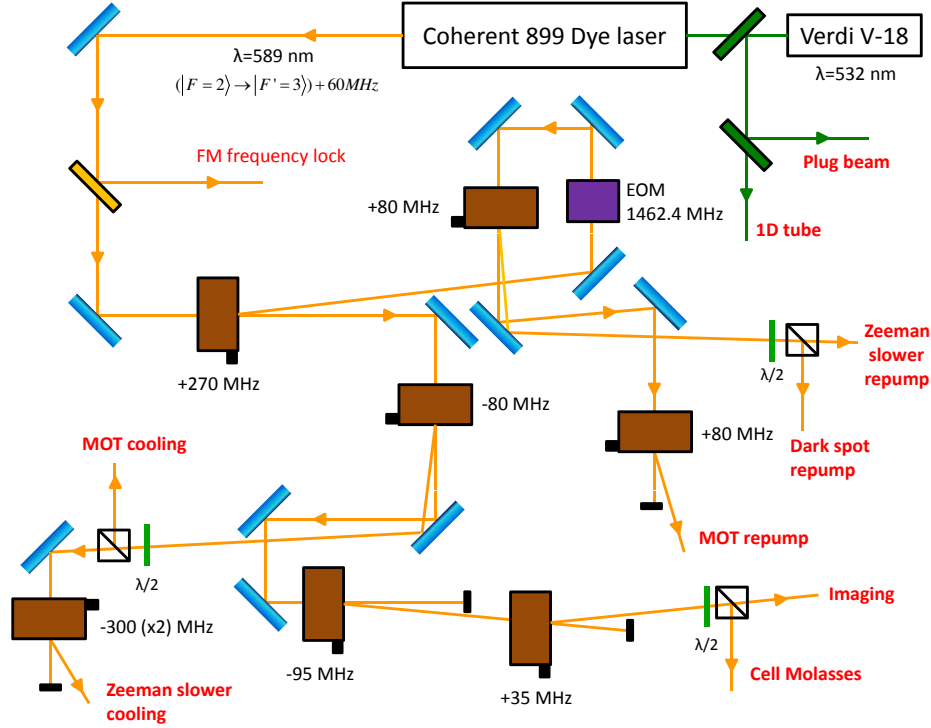 Coherent 899 Dye laser
Verdi V-18
λ=589 nm
(|F = 2⟩ → |F' = 3⟩) + 60MHz
λ=532 nm
FM frequency lock
Plug beam
+80 MHz
EOM
1462.4 MHz
1D tube
Zeeman
slower
repump
λ/2
+270 MHz
-80 MHz
+80 MHz
Dark spot
repump
MOT cooling
MOT repump
λ/2
Imaging
-300 (x2) MHz
λ/2
-95 MHz
Cell Molasses
+35 MHz
Zeeman slower
cooling